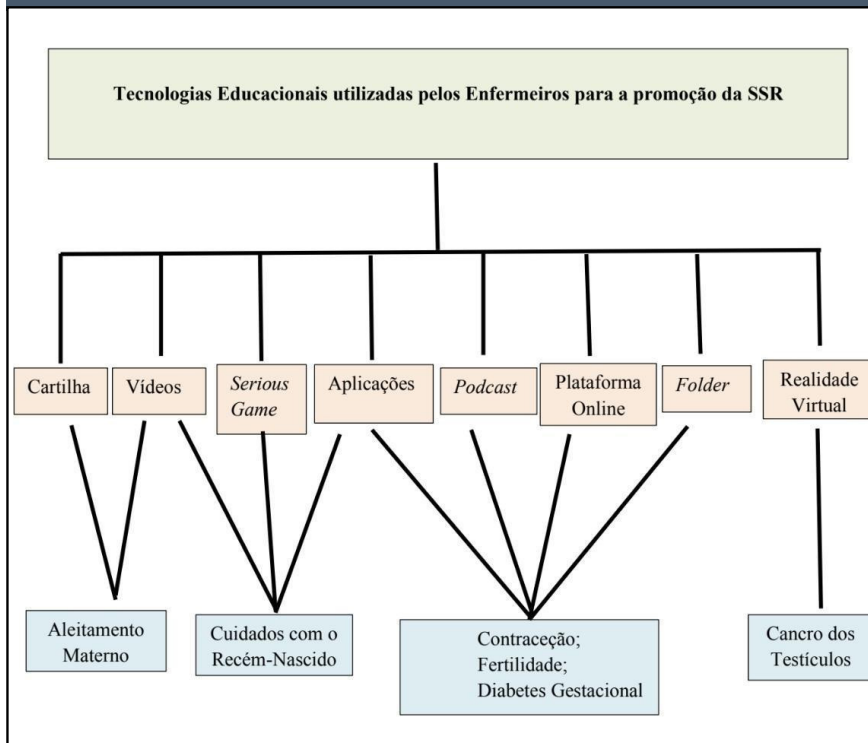 Tecnologias Educacionais utilizadas pelos Enfermeiros para a promoção da SSR
Cartilha
Vídeos
Serious
Game
Aplicações
Podcast
Plataforma
Online
Folder
Realidade
Virtual
Aleitamento
Materno
Cuidados com o
Recém-Nascido
Contraceção;
Fertilidade;
Diabetes Gestacional
Cancro dos
Testículos